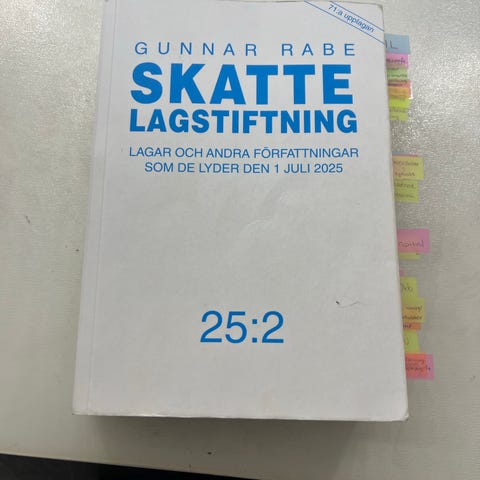 71:a upplagan
GUNNAR RABE
SKATTE
LAGSTIFTNING
LAGAR OCH ANDRA FÖRFATTNINGAR
SOM DE LYDER DEN 1 JULI 2025
25:2